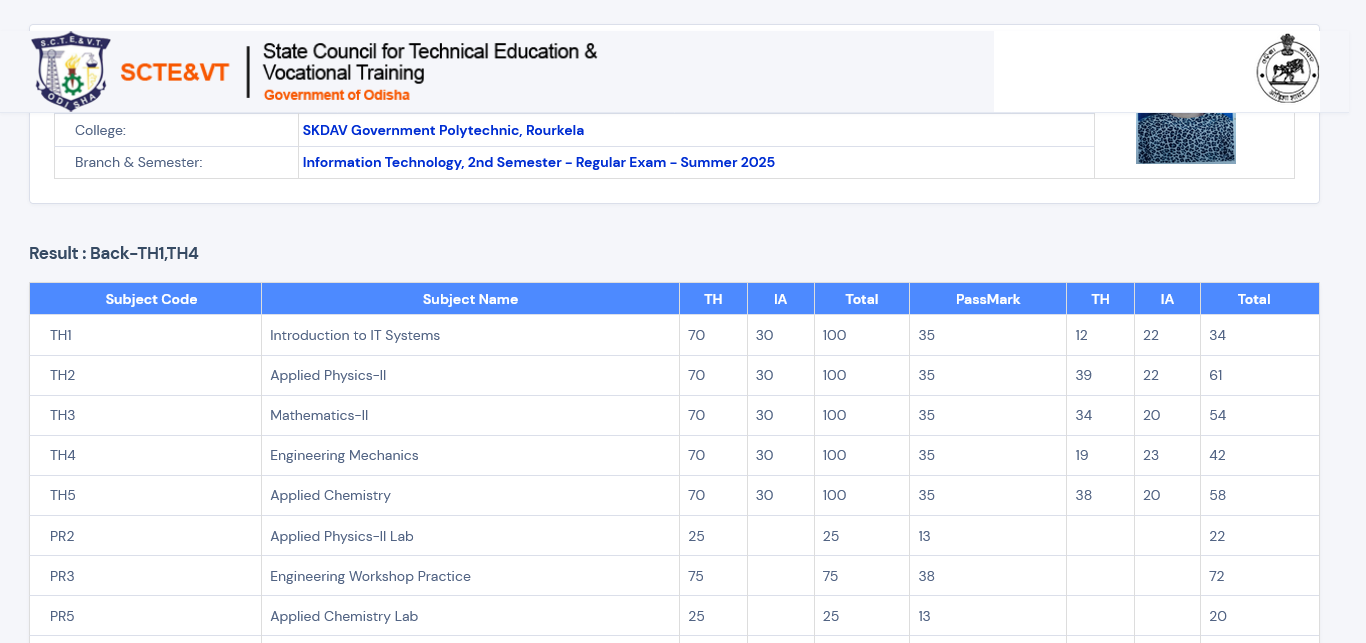 S.C.T.E.&V.T.
ODISHA
SCTE&VT
State Council for Technical Education &
Vocational Training
Government of Odisha
College: SKDAV Government Polytechnic, Rourkela
Branch & Semester: Information Technology, 2nd Semester - Regular Exam - Summer 2025
Result : Back-TH1,TH4
Subject Code Subject Name TH IA Total PassMark TH IA Total
TH1 Introduction to IT Systems 70 30 100 35 12 22 34
TH2 Applied Physics-II 70 30 100 35 39 22 61
TH3 Mathematics-II 70 30 100 35 34 20 54
TH4 Engineering Mechanics 70 30 100 35 19 23 42
TH5 Applied Chemistry 70 30 100 35 38 20 58
PR2 Applied Physics-II Lab 25 25 13 22
PR3 Engineering Workshop Practice 75 75 38 72
PR5 Applied Chemistry Lab 25 25 13 20